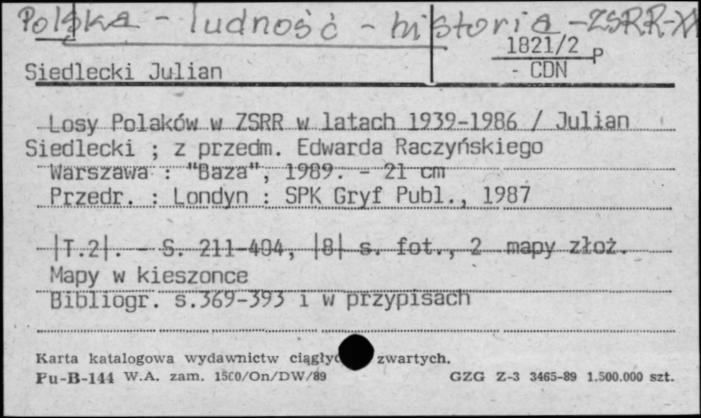 Polska - ludność - historia - ZSRR - XX
1821/2 P
CDN
Siedlecki Julian
Losy Polaków w ZSRR w latach 1939-1986 / Julian
Siedlecki ; z przedm. Edwarda Raczyńskiego
Warszawa : "Baza", 1989. - 21 cm
Przedr. : Londyn : SPK Gryf Publ., 1987
|T.2|. - S. 211-404, |8| s. fot., 2 mapy złoż.
Mapy w kieszonce
Bibliogr. s.369-393 i w przypisach
Karta katalogowa wydawnictw zwartych.
Pu-B-144 W.A. zam. 1500/On/DW/89 GZG Z-3 3465-89 1.500.000 szt.